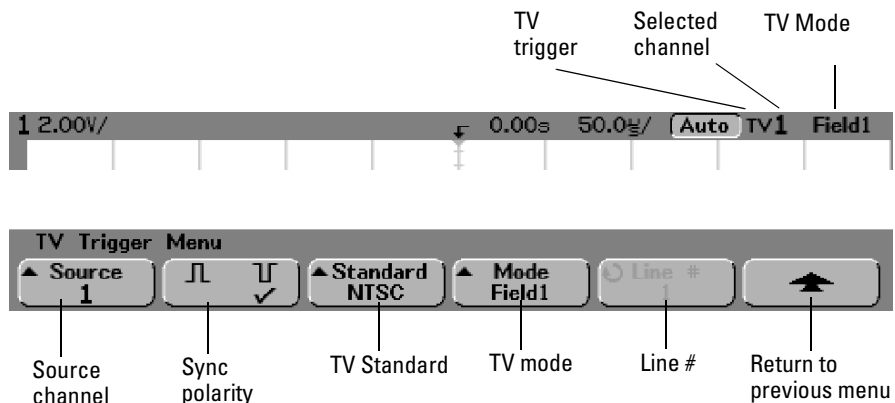 TV
trigger
Selected
channel
TV Mode
1 2.00V/ 0.00s 50.0µs/ Auto TV1 Field1
TV Trigger Menu
Source
1
Standard
NTSC
Mode
Field1
Line #
1
Source
channel
Sync
polarity
TV Standard
TV mode
Line #
Return to
previous menu